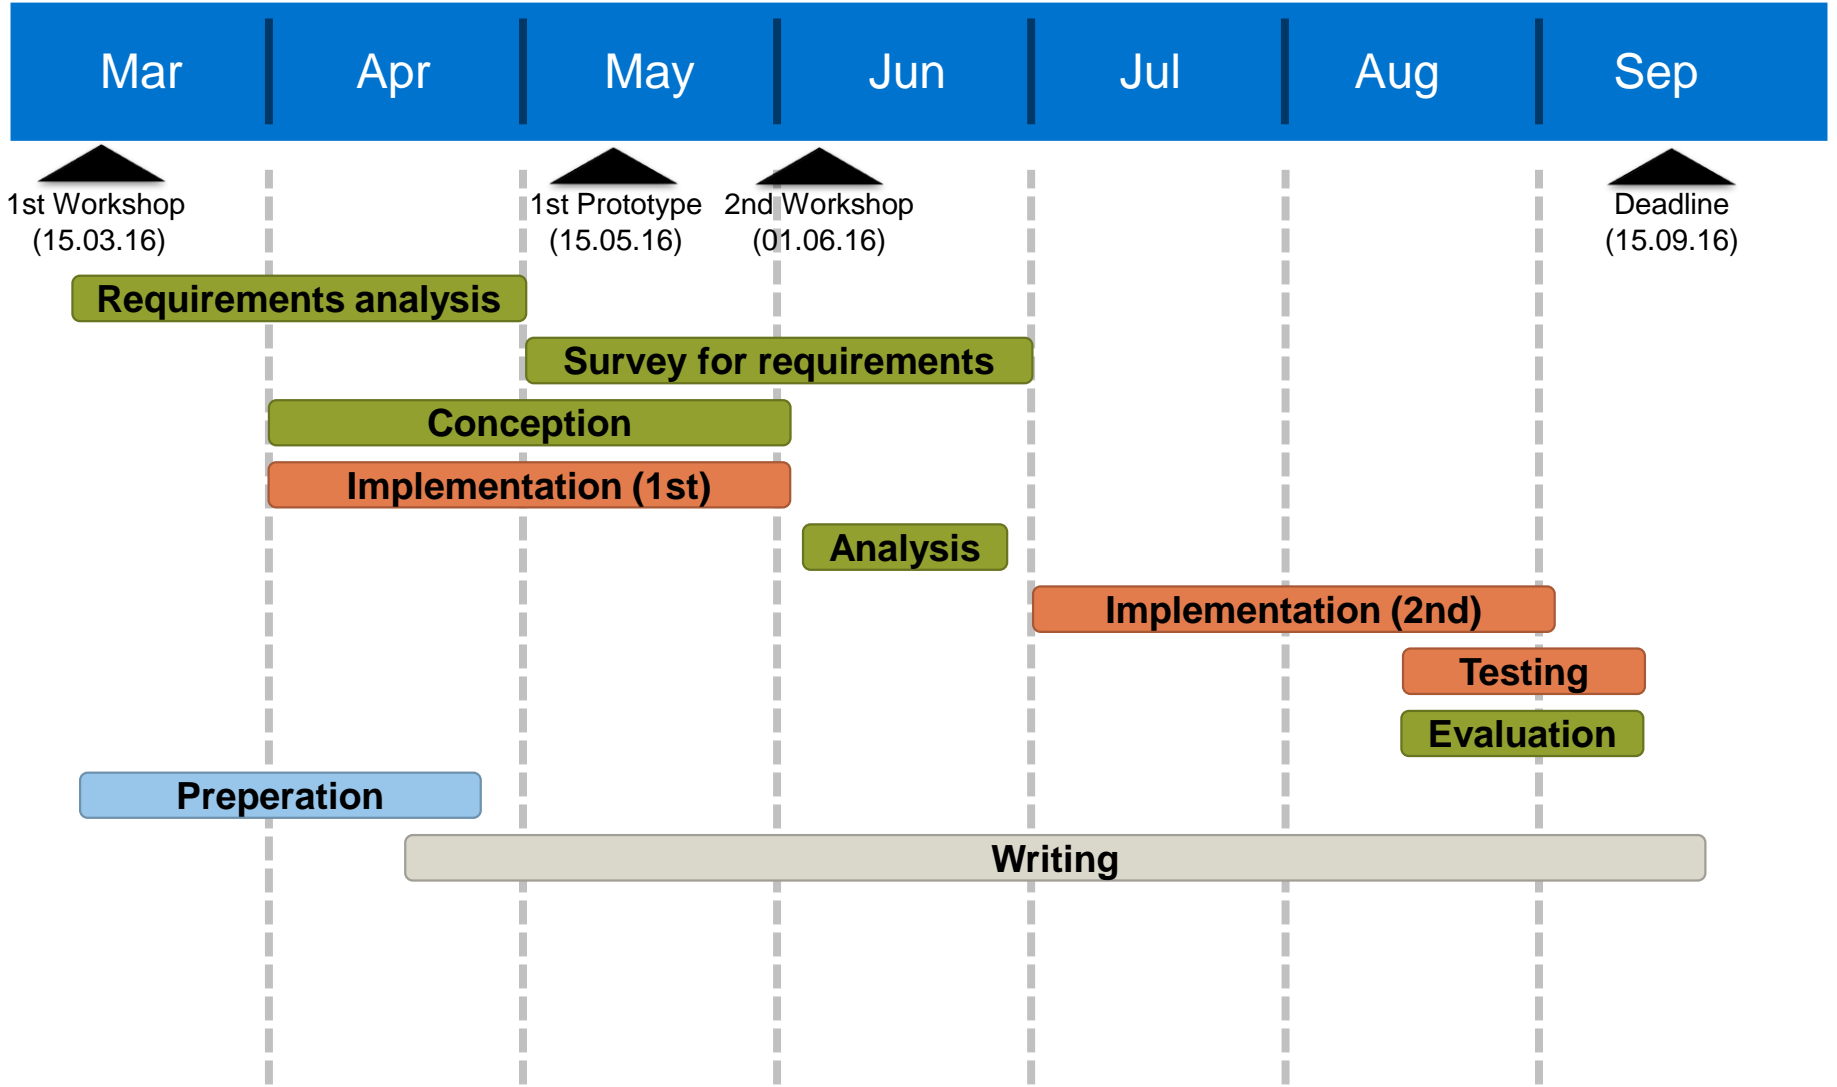 Mar Apr May Jun Jul Aug Sep
1st Workshop
(15.03.16)
1st Prototype
(15.05.16)
2nd Workshop
(01.06.16)
Deadline
(15.09.16)
Requirements analysis
Survey for requirements
Conception
Implementation (1st)
Analysis
Implementation (2nd)
Testing
Evaluation
Preperation
Writing